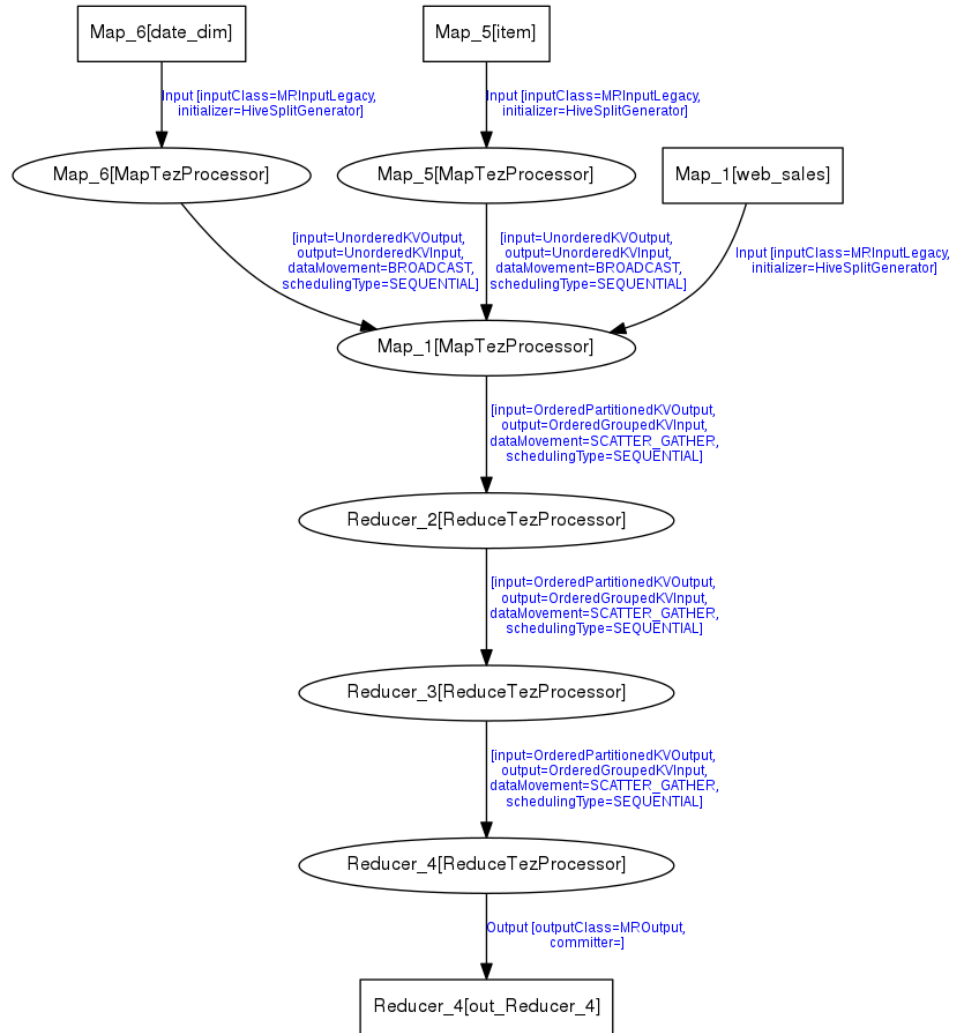 Map_6[date_dim]
Map_5[item]
Input [inputClass=MRInputLegacy,
initializer=HiveSplitGenerator]
Input [inputClass=MRInputLegacy,
initializer=HiveSplitGenerator]
Map_6[MapTezProcessor]
Map_5[MapTezProcessor]
Map_1[web_sales]
[input=UnorderedKVOutput,
output=UnorderedKVInput,
dataMovement=BROADCAST,
schedulingType=SEQUENTIAL]
[input=UnorderedKVOutput,
output=UnorderedKVInput,
dataMovement=BROADCAST,
schedulingType=SEQUENTIAL]
Input [inputClass=MRInputLegacy,
initializer=HiveSplitGenerator]
Map_1[MapTezProcessor]
[input=OrderedPartitionedKVOutput,
output=OrderedGroupedKVInput,
dataMovement=SCATTER_GATHER,
schedulingType=SEQUENTIAL]
Reducer_2[ReduceTezProcessor]
[input=OrderedPartitionedKVOutput,
output=OrderedGroupedKVInput,
dataMovement=SCATTER_GATHER,
schedulingType=SEQUENTIAL]
Reducer_3[ReduceTezProcessor]
[input=OrderedPartitionedKVOutput,
output=OrderedGroupedKVInput,
dataMovement=SCATTER_GATHER,
schedulingType=SEQUENTIAL]
Reducer_4[ReduceTezProcessor]
Output [outputClass=MROutput,
committer=]
Reducer_4[out_Reducer_4]